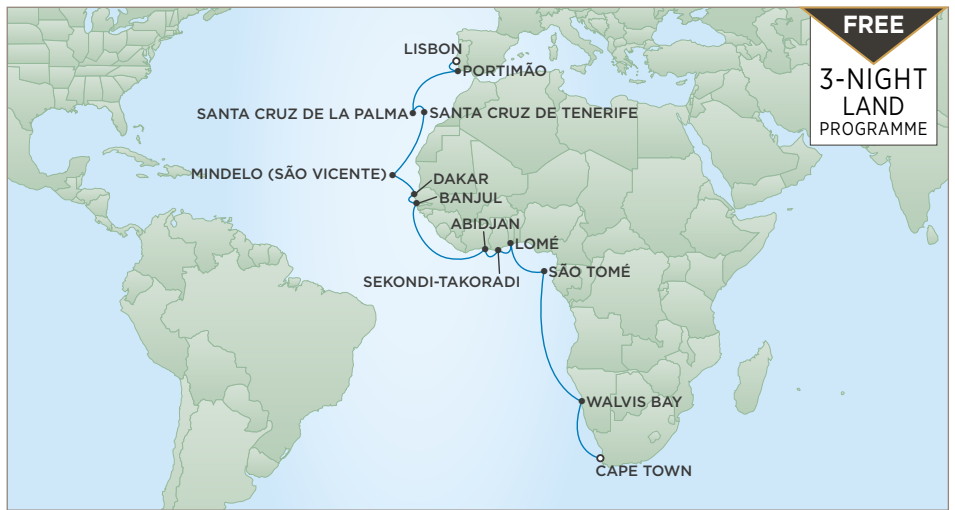 FREE
3-NIGHT
LAND
PROGRAMME
LISBON
PORTIMÃO
SANTA CRUZ DE LA PALMA
SANTA CRUZ DE TENERIFE
MINDELO (SÃO VICENTE)
DAKAR
BANJUL
ABIDJAN
LOMÉ
SEKONDI-TAKORADI
SÃO TOMÉ
WALVIS BAY
CAPE TOWN